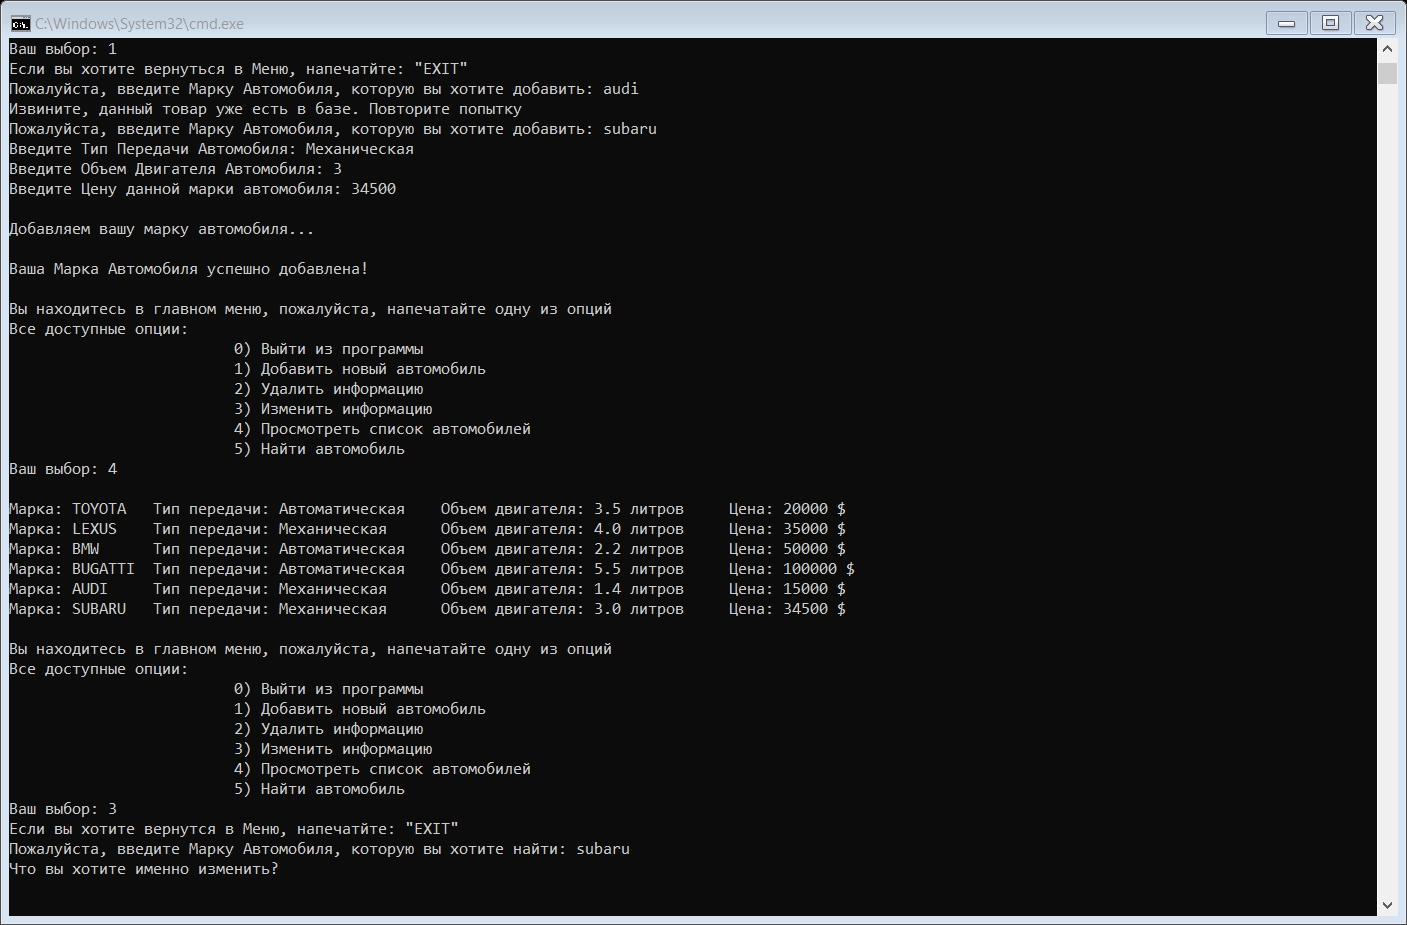 C:\Windows\System32\cmd.exe
Ваш выбор: 1
Если вы хотите вернуться в Меню, напечатйте: "EXIT"
Пожалуйста, введите Марку Автомобиля, которую вы хотите добавить: audi
Извините, данный товар уже есть в базе. Повторите попытку
Пожалуйста, введите Марку Автомобиля, которую вы хотите добавить: subaru
Введите Тип Передачи Автомобиля: Механическая
Введите Объем Двигателя Автомобиля: 3
Введите Цену данной марки автомобиля: 34500
Добавляем вашу марку автомобиля...
Ваша Марка Автомобиля успешно добавлена!
Вы находитесь в главном меню, пожалуйста, напечатайте одну из опций
Все доступные опции:
0) Выйти из программы
1) Добавить новый автомобиль
2) Удалить информацию
3) Изменить информацию
4) Просмотреть список автомобилей
5) Найти автомобиль
Ваш выбор: 4
Марка: TOYOTA Тип передачи: Автоматическая Объем двигателя: 3.5 литров Цена: 20000 $
Марка: LEXUS Тип передачи: Механическая Объем двигателя: 4.0 литров Цена: 35000 $
Марка: BMW Тип передачи: Автоматическая Объем двигателя: 2.2 литров Цена: 50000 $
Марка: BUGATTI Тип передачи: Автоматическая Объем двигателя: 5.5 литров Цена: 100000 $
Марка: AUDI Тип передачи: Механическая Объем двигателя: 1.4 литров Цена: 15000 $
Марка: SUBARU Тип передачи: Механическая Объем двигателя: 3.0 литров Цена: 34500 $
Вы находитесь в главном меню, пожалуйста, напечатайте одну из опций
Все доступные опции:
0) Выйти из программы
1) Добавить новый автомобиль
2) Удалить информацию
3) Изменить информацию
4) Просмотреть список автомобилей
5) Найти автомобиль
Ваш выбор: 3
Если вы хотите вернутся в Меню, напечатйте: "EXIT"
Пожалуйста, введите Марку Автомобиля, которую вы хотите найти: subaru
Что вы хотите именно изменить?